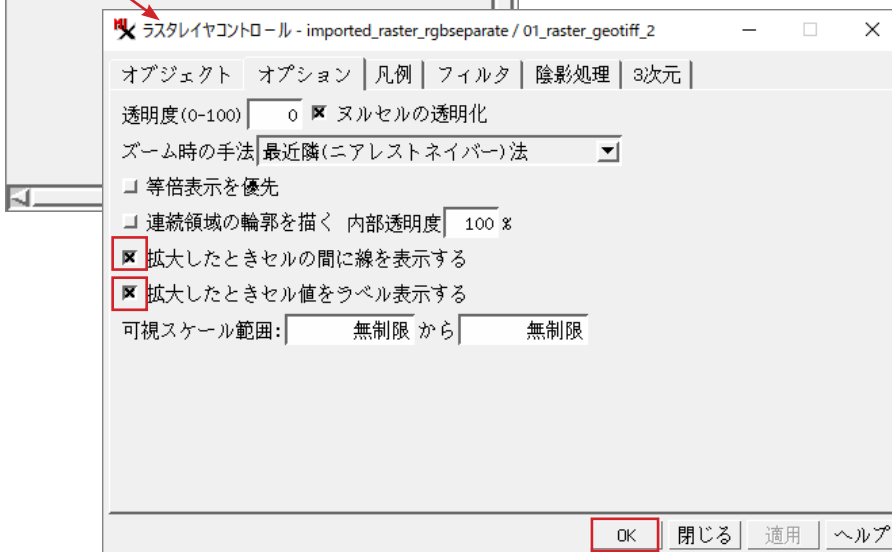 ラスタレイヤコントロール - imported_raster_rgbseparate / 01_raster_geotiff_2
オブジェクト オプション 凡例 フィルタ 陰影処理 3次元
透明度(0-100) 0 ヌルセルの透明化
ズーム時の手法 最近隣(ニアレストネイバー)法
等倍表示を優先
連続領域の輪郭を描く 内部透明度 100 %
拡大したときセルの間に線を表示する
拡大したときセル値をラベル表示する
可視スケール範囲: 無制限 から 無制限
OK 閉じる 適用 ヘルプ